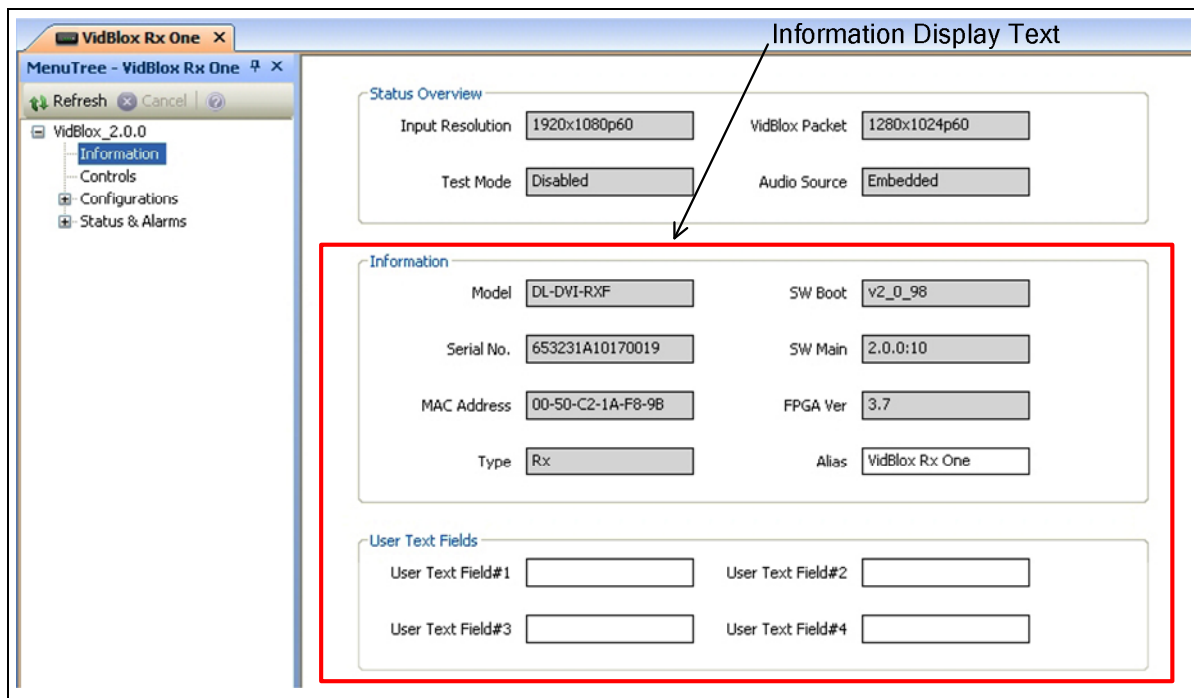 Information Display Text
VidBlox Rx One X
MenuTree - VidBlox Rx One
Refresh Cancel
VidBlox_2.0.0
Information
Controls
Configurations
Status & Alarms
Status Overview
Input Resolution 1920x1080p60 VidBlox Packet 1280x1024p60
Test Mode Disabled Audio Source Embedded
Information
Model DL-DVI-RXF SW Boot v2_0_98
Serial No. 653231A10170019 SW Main 2.0.0:10
MAC Address 00-50-C2-1A-F8-9B FPGA Ver 3.7
Type Rx Alias VidBlox Rx One
User Text Fields
User Text Field#1 User Text Field#2
User Text Field#3 User Text Field#4